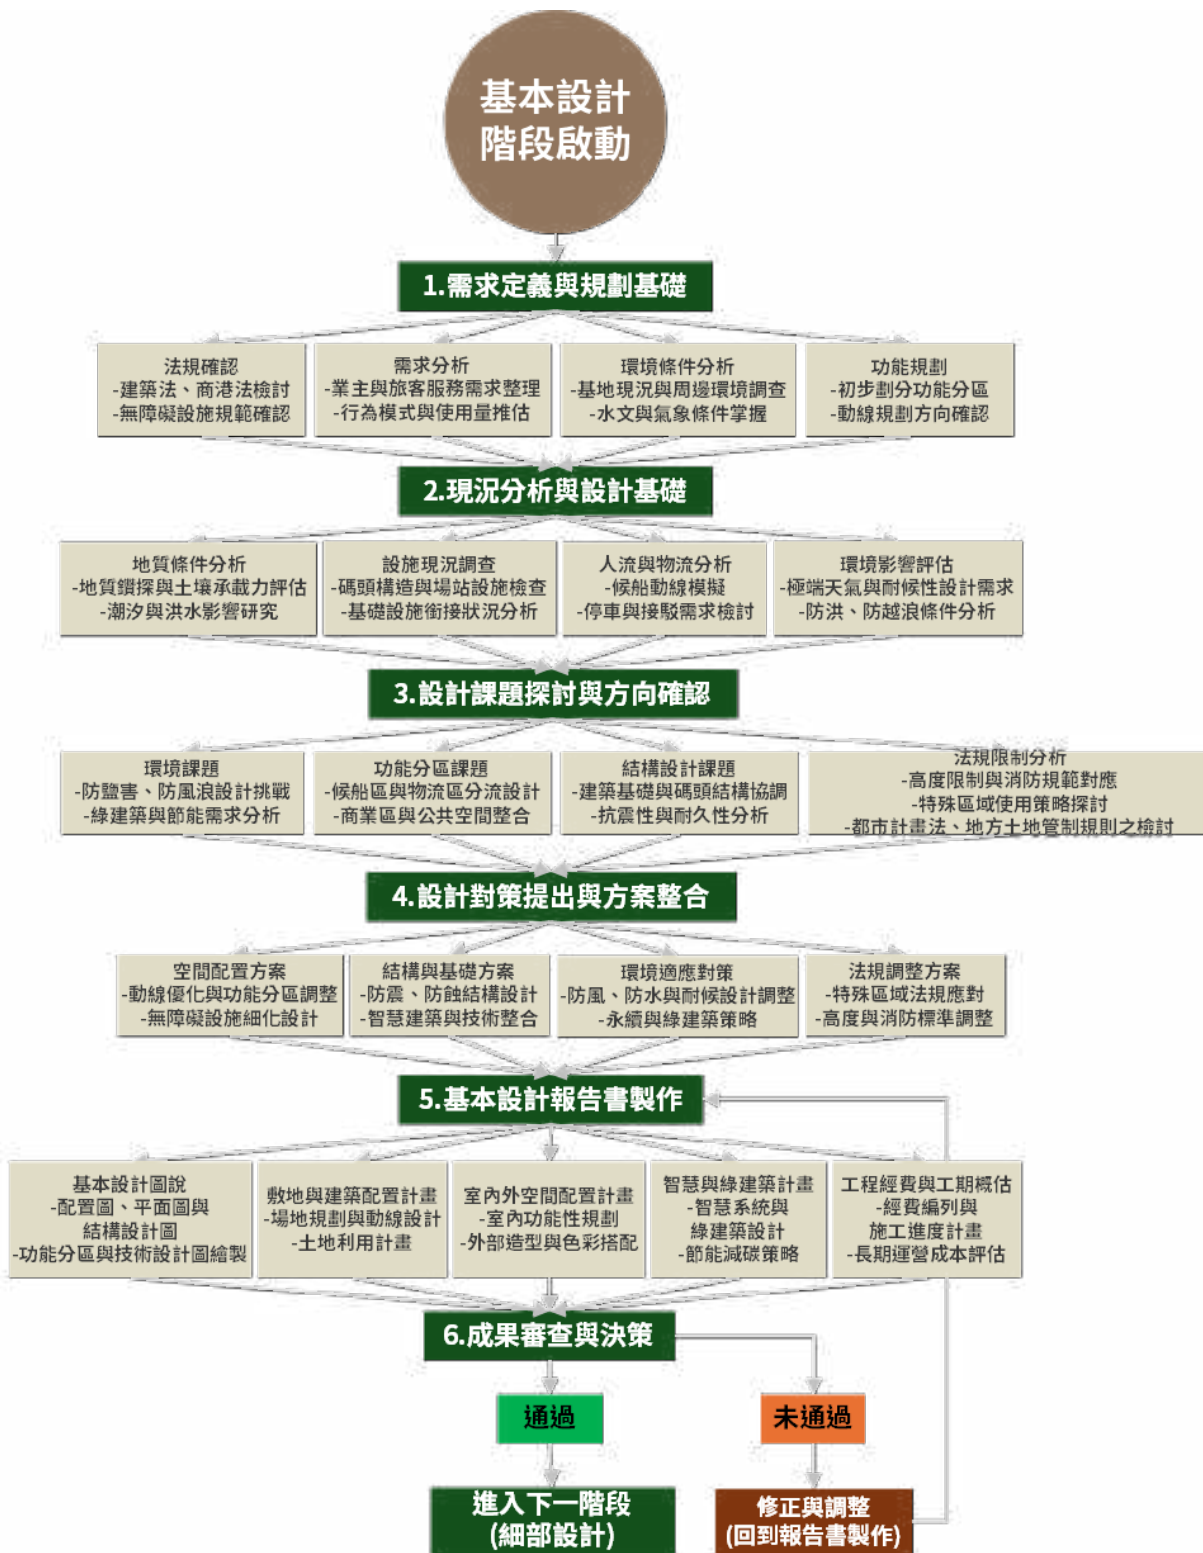 基本設計
階段啟動
1.需求定義與規劃基礎
法規確認
-建築法、商港法檢討
-無障礙設施規範確認
需求分析
-業主與旅客服務需求整理
-行為模式與使用量推估
環境條件分析
-基地現況與周邊環境調查
-水文與氣象條件掌握
功能規劃
-初步劃分功能分區
-動線規劃方向確認
2.現況分析與設計基礎
地質條件分析
-地質鑽探與土壤承載力評估
-潮汐與洪水影響研究
設施現況調查
-碼頭構造與場站設施檢查
-基礎設施銜接狀況分析
人流與物流分析
-候船動線模擬
-停車與接駁需求檢討
環境影響評估
-極端天氣與耐候性設計需求
-防洪、防越浪條件分析
3.設計課題探討與方向確認
環境課題
-防鹽害、防風浪設計挑戰
-綠建築與節能需求分析
功能分區課題
-候船區與物流區分流設計
-商業區與公共空間整合
結構設計課題
-建築基礎與碼頭結構協調
-抗震性與耐久性分析
法規限制分析
-高度限制與消防規範對應
-特殊區域使用策略探討
-都市計畫法、地方土地管制規則之檢討
4.設計對策提出與方案整合
空間配置方案
-動線優化與功能分區調整
-無障礙設施細化設計
結構與基礎方案
-防震、防蝕結構設計
-智慧建築與技術整合
環境適應對策
-防風、防水與耐候設計調整
-永續與綠建築策略
法規調整方案
-特殊區域法規應對
-高度與消防標準調整
5.基本設計報告書製作
基本設計圖說
-配置圖、平面圖與
結構設計圖
-功能分區與技術設計圖繪製
敷地與建築配置計畫
-場地規劃與動線設計
-土地利用計畫
室內外空間配置計畫
-室內功能性規劃
-外部造型與色彩搭配
智慧與綠建築計畫
-智慧系統與
綠建築設計
-節能減碳策略
工程經費與工期概估
-經費編列與
施工進度計畫
-長期運營成本評估
6.成果審查與決策
通過
未通過
進入下一階段
(細部設計)
修正與調整
(回到報告書製作)